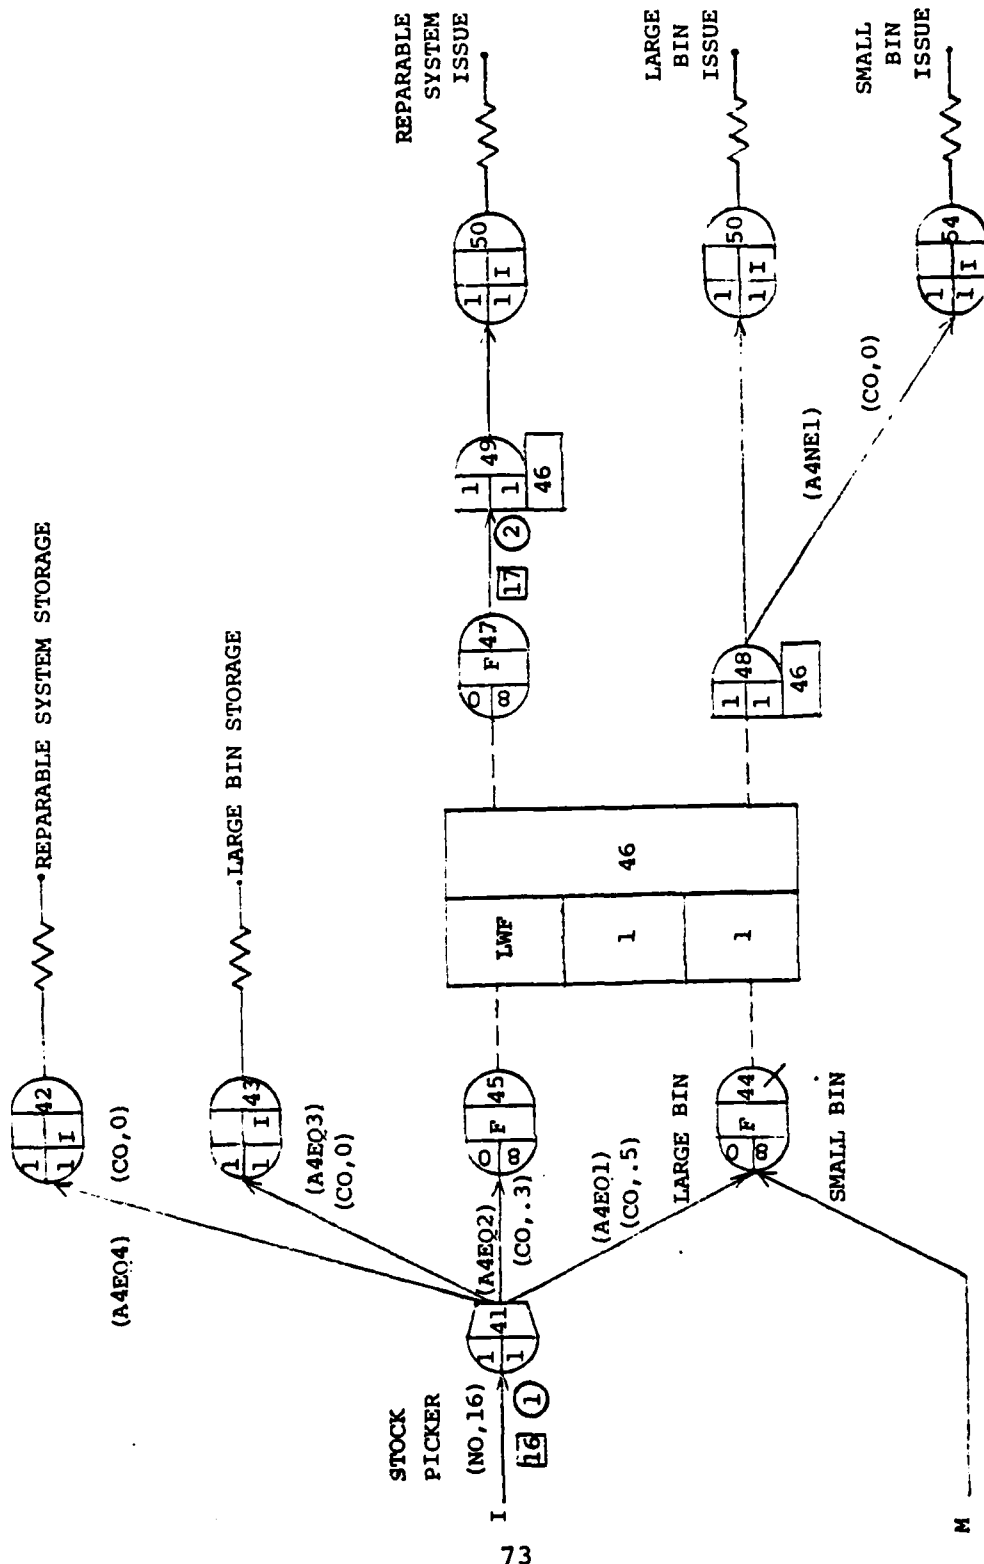 REPARABLE SYSTEM STORAGE
1
1
I
42
(A4EQ4)
(CO,0)
LARGE BIN STORAGE
1
1
I
43
(A4EQ3)
(CO,0)
STOCK
PICKER
I
(NO,16)
16
1
1
1
41
(A4EQ2)
(CO,.3)
0
∞
F
45
LWF
1
1
46
0
∞
F
47
17
2
1
1
49
46
1
1
I
50
REPARABLE
SYSTEM
ISSUE
(A4EQ1)
(CO,.5)
LARGE BIN
0
∞
F
44
SMALL BIN
M
1
1
48
46
1
1
I
50
LARGE
BIN
ISSUE
(A4NE1)
(CO,0)
1
1
I
54
SMALL
BIN
ISSUE
73